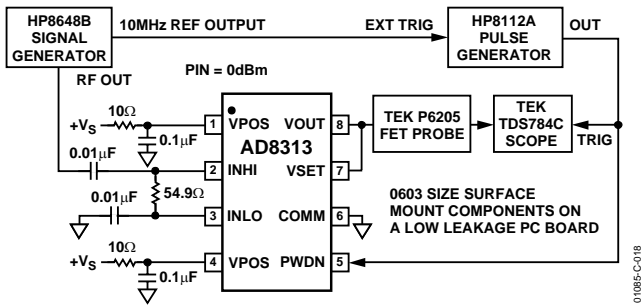 HP8648B
SIGNAL
GENERATOR
10MHz REF OUTPUT
EXT TRIG
HP8112A
PULSE
GENERATOR
OUT
RF OUT
PIN = 0dBm
+VS
10Ω
0.1μF
1
VPOS
VOUT
8
TEK P6205
FET PROBE
TEK
TDS784C
SCOPE
TRIG
AD8313
0.01μF
2
INHI
VSET
7
54.9Ω
0.01μF
3
INLO
COMM
6
0603 SIZE SURFACE
MOUNT COMPONENTS ON
A LOW LEAKAGE PC BOARD
+VS
10Ω
0.1μF
4
VPOS
PWDN
5
01085-C-018